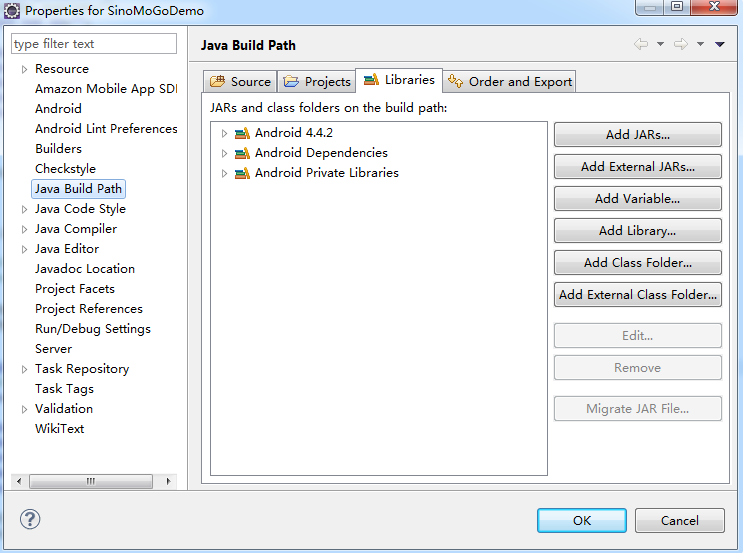 Properties for SinoMoGoDemo
type filter text
Resource
Amazon Mobile App SDI
Android
Android Lint Preferences
Builders
Checkstyle
Java Build Path
Java Code Style
Java Compiler
Java Editor
Javadoc Location
Project Facets
Project References
Run/Debug Settings
Server
Task Repository
Task Tags
Validation
WikiText
Java Build Path
Source
Projects
Libraries
Order and Export
JARs and class folders on the build path:
Android 4.4.2
Android Dependencies
Android Private Libraries
Add JARs...
Add External JARs...
Add Variable...
Add Library...
Add Class Folder...
Add External Class Folder...
Edit...
Remove
Migrate JAR File...
?
OK
Cancel